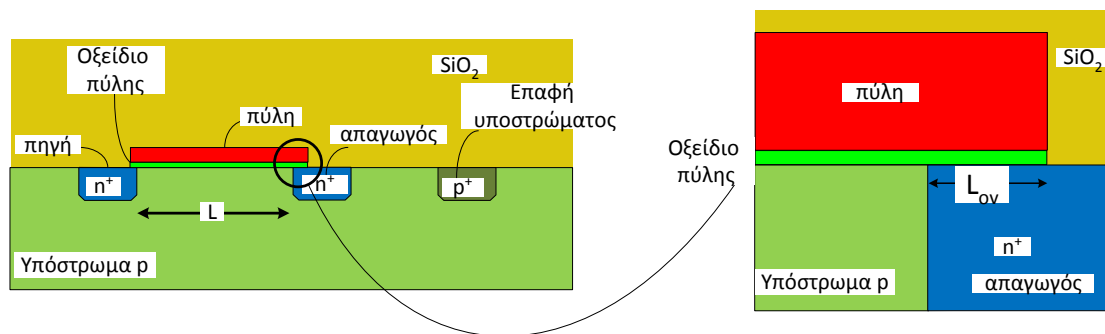 Οξείδιο
πύλης
SiO2
Επαφή
υποστρώματος
πύλη
απαγωγός
πηγή
n+
n+
p+
L
Υπόστρωμα p
SiO2
πύλη
Οξείδιο
πύλης
Lov
n+
απαγωγός
Υπόστρωμα p